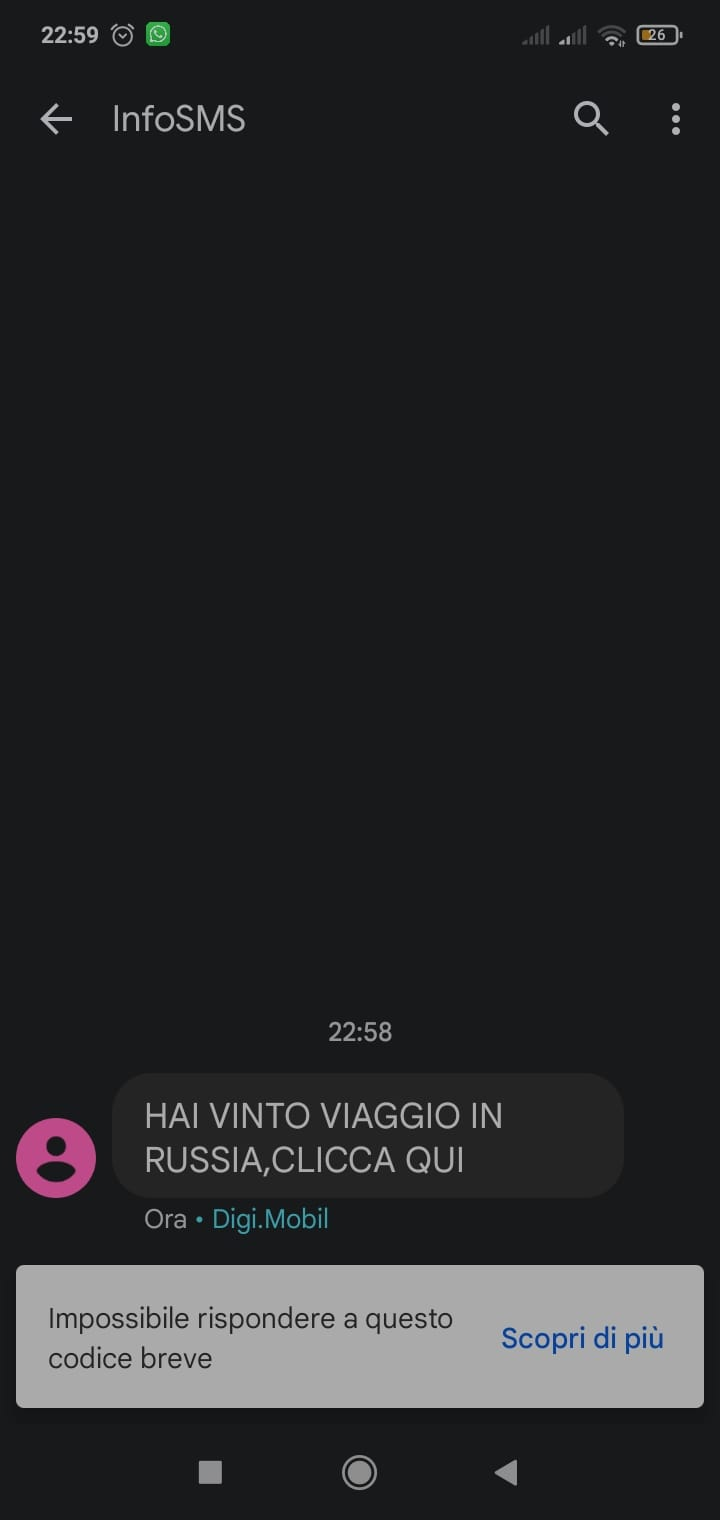 22:59
26
InfoSMS
22:58
HAI VINTO VIAGGIO IN
RUSSIA,CLICCA QUI
Ora • Digi.Mobil
Impossibile rispondere a questo
codice breve
Scopri di più